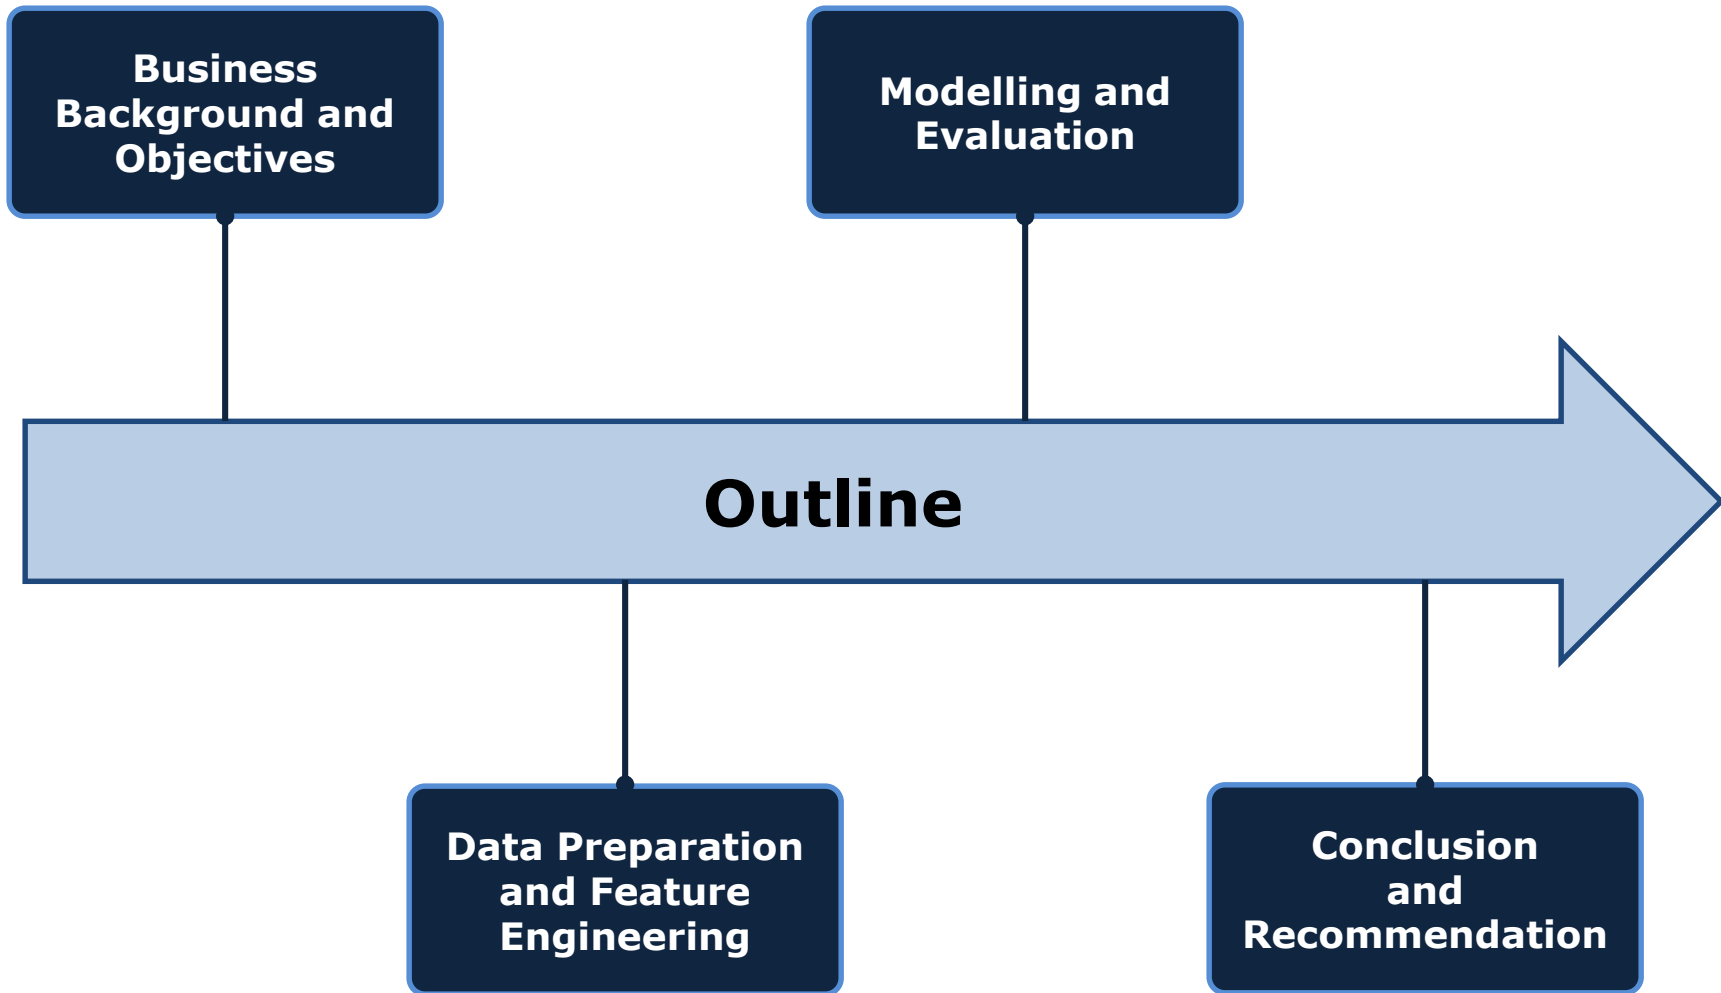 Business
Background and
Objectives
Modelling and
Evaluation
Outline
Data Preparation
and Feature
Engineering
Conclusion
and
Recommendation